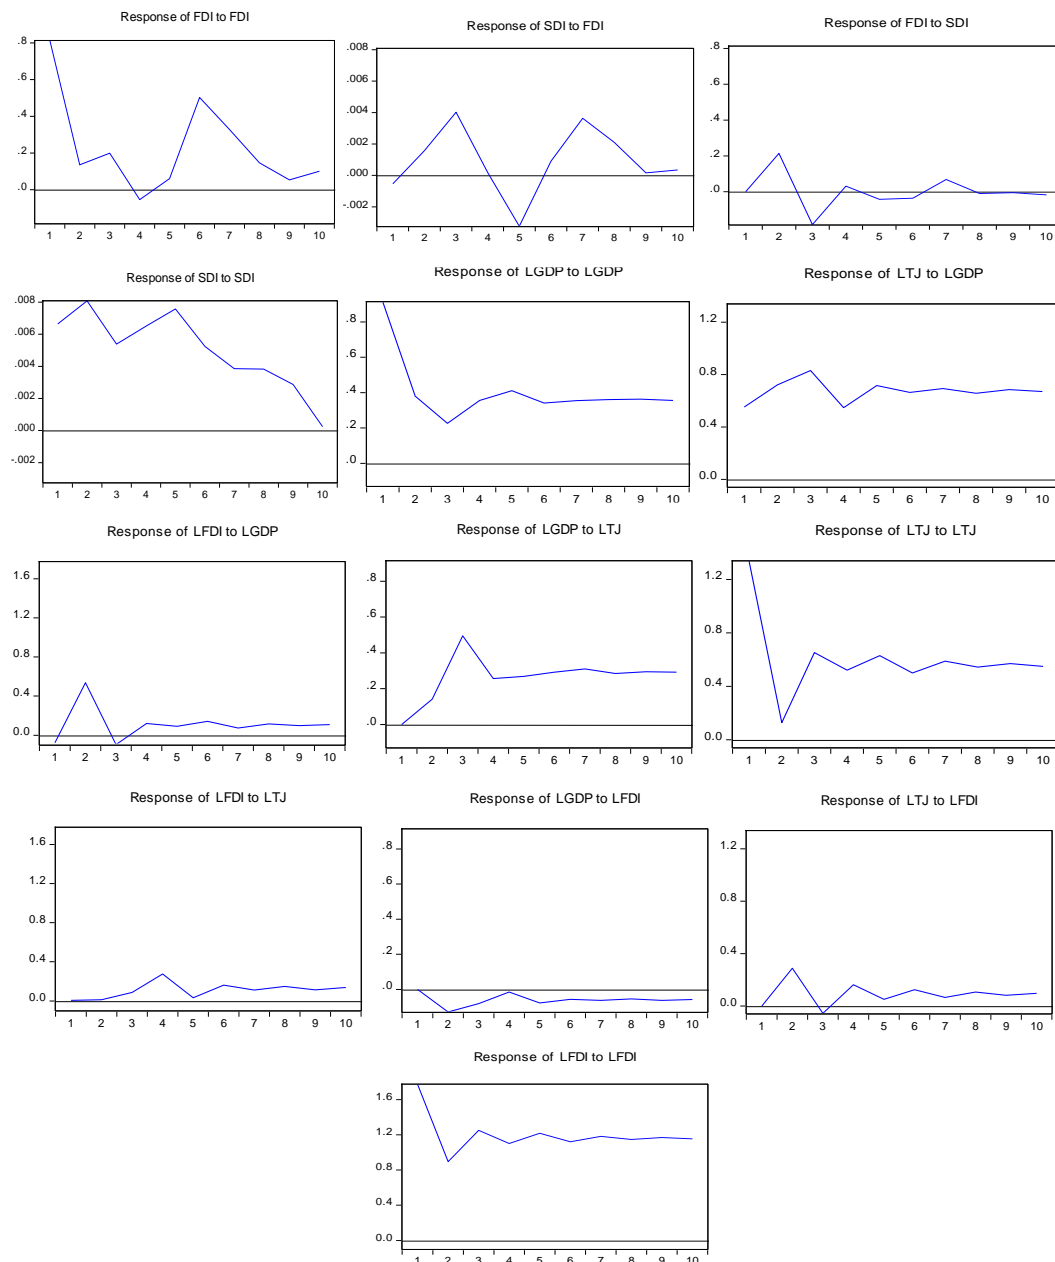 Response of FDI to FDI
.8
.6
.4
.2
.0
1 2 3 4 5 6 7 8 9 10
Response of SDI to FDI
.008
.006
.004
.002
.000
-.002
1 2 3 4 5 6 7 8 9 10
Response of FDI to SDI
.8
.6
.4
.2
.0
1 2 3 4 5 6 7 8 9 10
Response of SDI to SDI
.008
.006
.004
.002
.000
-.002
1 2 3 4 5 6 7 8 9 10
Response of LGDP to LGDP
.8
.6
.4
.2
.0
1 2 3 4 5 6 7 8 9 10
Response of LTJ to LGDP
1.2
0.8
0.4
0.0
1 2 3 4 5 6 7 8 9 10
Response of LFDI to LGDP
1.6
1.2
0.8
0.4
0.0
1 2 3 4 5 6 7 8 9 10
Response of LGDP to LTJ
.8
.6
.4
.2
.0
1 2 3 4 5 6 7 8 9 10
Response of LTJ to LTJ
1.2
0.8
0.4
0.0
1 2 3 4 5 6 7 8 9 10
Response of LFDI to LTJ
1.6
1.2
0.8
0.4
0.0
1 2 3 4 5 6 7 8 9 10
Response of LGDP to LFDI
.8
.6
.4
.2
.0
1 2 3 4 5 6 7 8 9 10
Response of LTJ to LFDI
1.2
0.8
0.4
0.0
1 2 3 4 5 6 7 8 9 10
Response of LFDI to LFDI
1.6
1.2
0.8
0.4
0.0
1 2 3 4 5 6 7 8 9 10